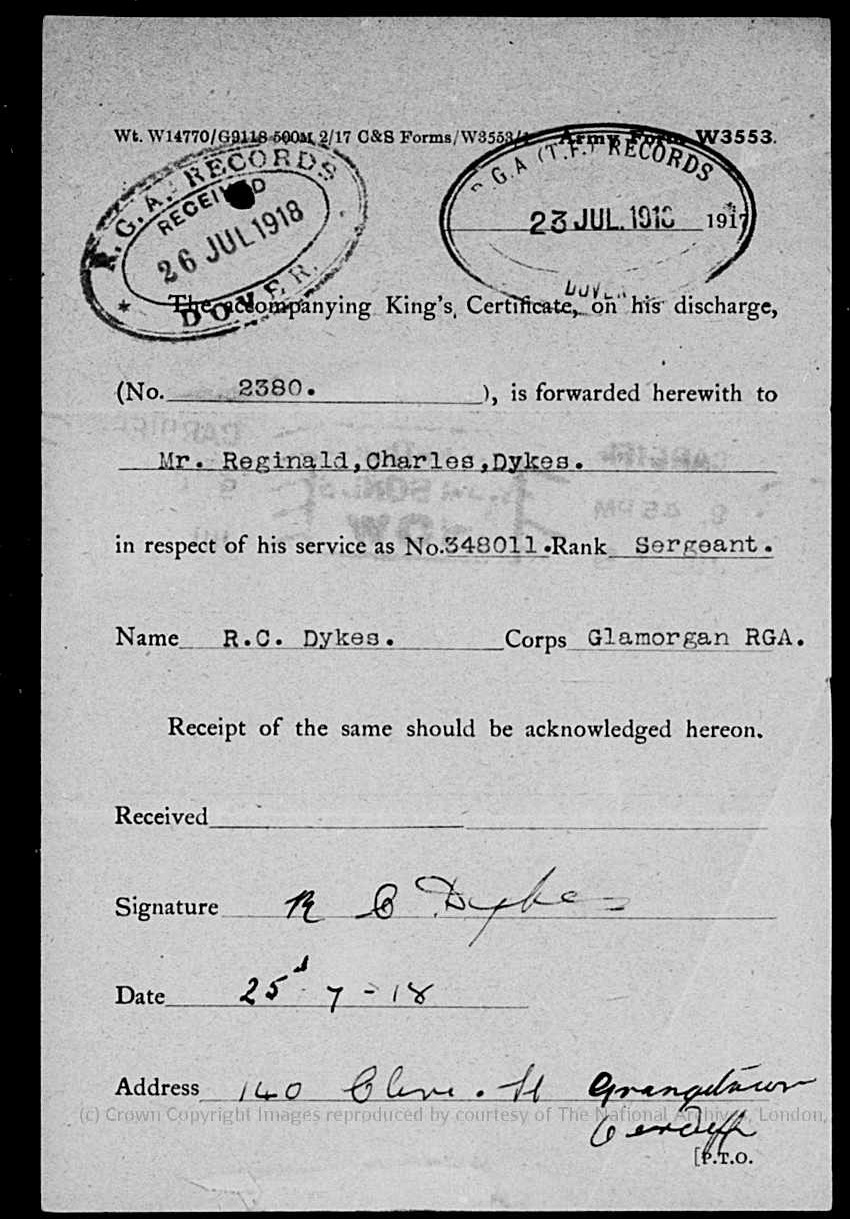 Wt. W14770/G9118 500M 2/17 C&S Forms/W3553/1 Army Form W3553.
R.G.A. RECORDS
RECEIVED
26 JUL 1918
DOVER.
R.G.A (T.F.) RECORDS
23 JUL. 1918 1917
DOVER
The accompanying King's Certificate, on his discharge,
(No. 2380. ), is forwarded herewith to
Mr. Reginald,Charles,Dykes.
in respect of his service as No.348011.Rank Sergeant.
Name R.C. Dykes. Corps Glamorgan RGA.
Receipt of the same should be acknowledged hereon.
Received
Signature R C Dykes
Date 25 7 - 18
Address 140 Clive. St Grangetown
(c) Crown Copyright Images reproduced by courtesy of The National Archives, London,
Cardiff
[P.T.O.